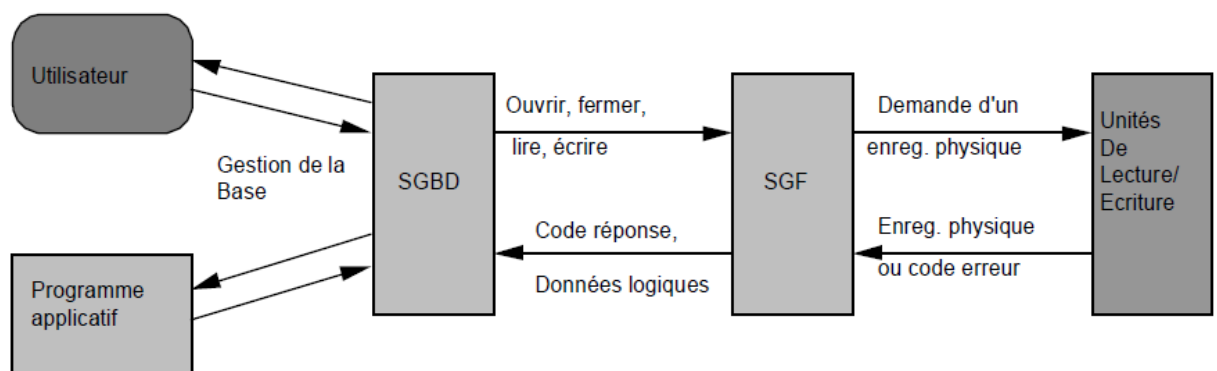 Utilisateur
Gestion de la
Base
Programme
applicatif
SGBD
Ouvrir, fermer,
lire, écrire
Code réponse,
Données logiques
SGF
Demande d'un
enreg. physique
Enreg. physique
ou code erreur
Unités
De
Lecture/
Ecriture